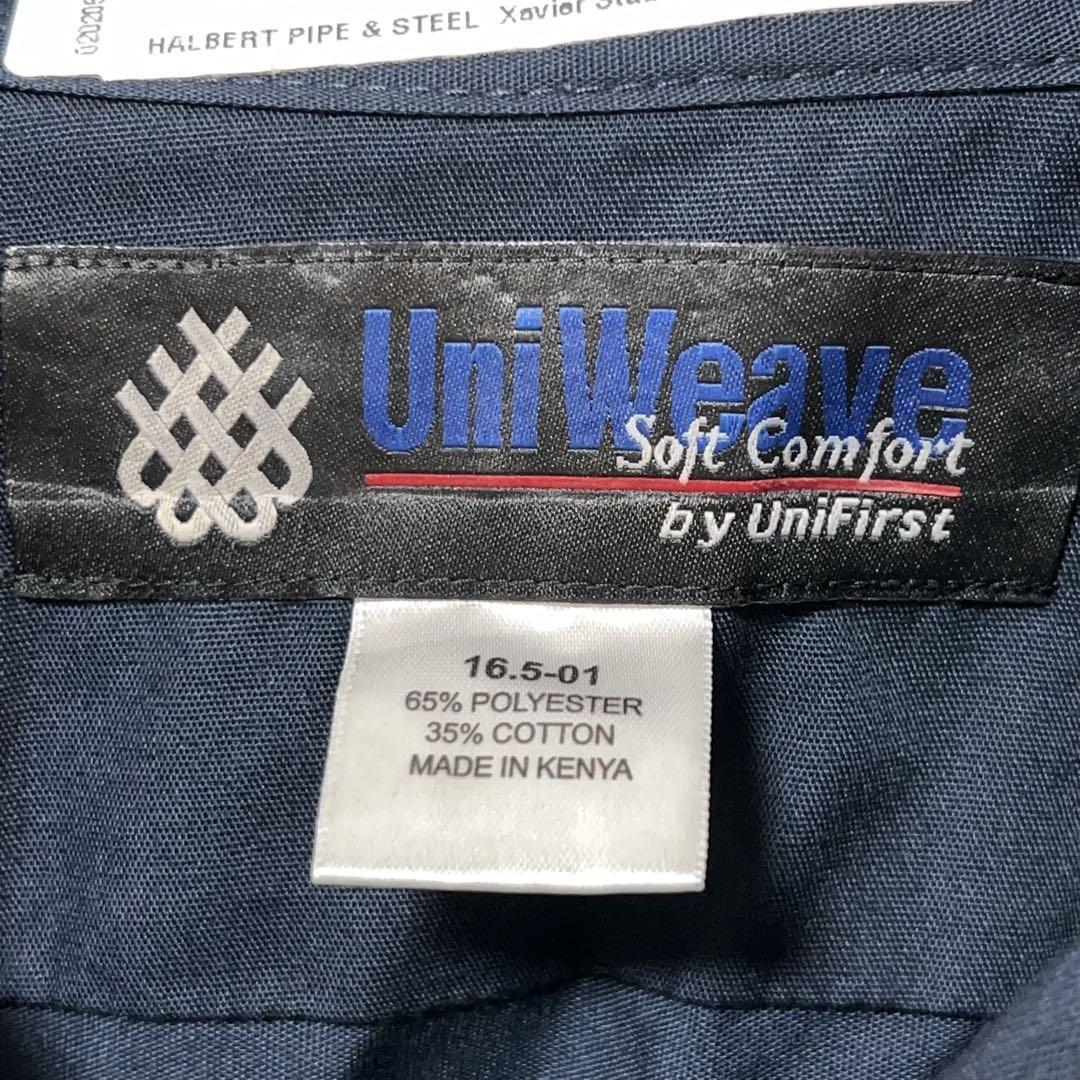 HALBERT PIPE & STEEL Xavier
UniWeave
Soft Comfort
by UniFirst
16.5-01
65% POLYESTER
35% COTTON
MADE IN KENYA